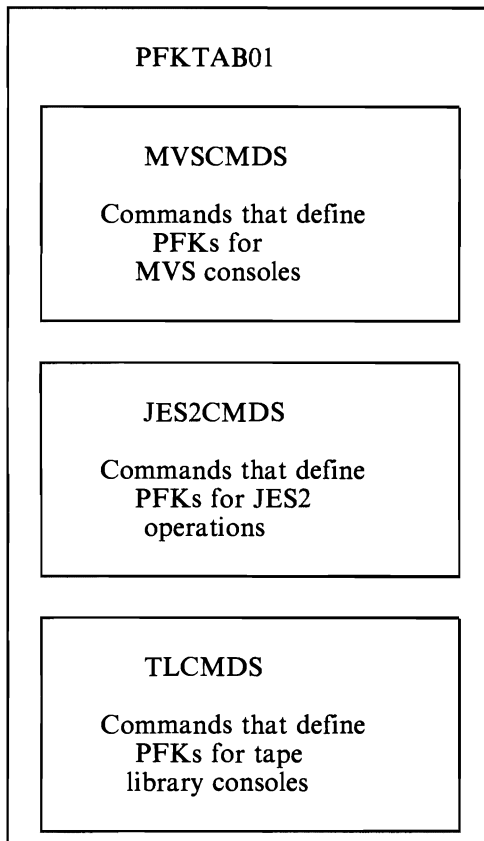 PFKTAB01
MVSCMDS
Commands that define
PFKs for
MVS consoles
JES2CMDS
Commands that define
PFKs for JES2
operations
TLCMDS
Commands that define
PFKs for tape
library consoles